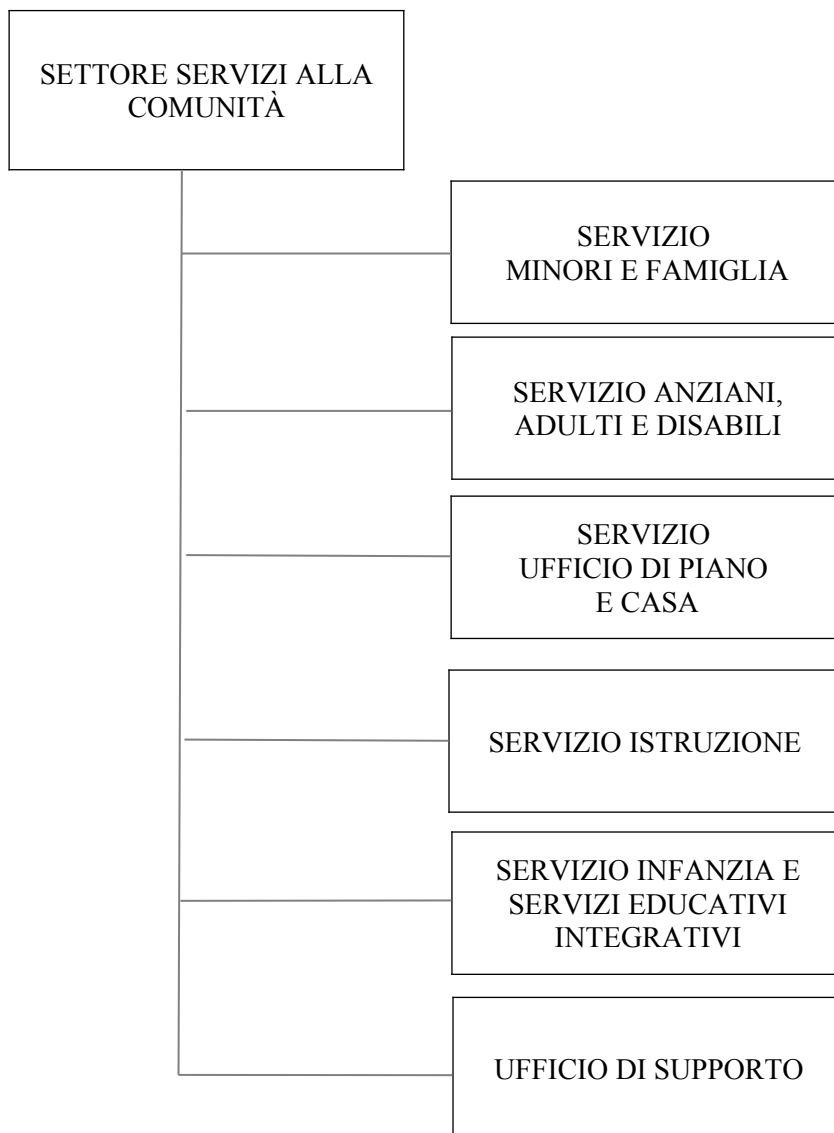 SETTORE SERVIZI ALLA
COMUNITÀ
SERVIZIO
MINORI E FAMIGLIA
SERVIZIO ANZIANI,
ADULTI E DISABILI
SERVIZIO
UFFICIO DI PIANO
E CASA
SERVIZIO ISTRUZIONE
SERVIZIO INFANZIA E
SERVIZI EDUCATIVI
INTEGRATIVI
UFFICIO DI SUPPORTO